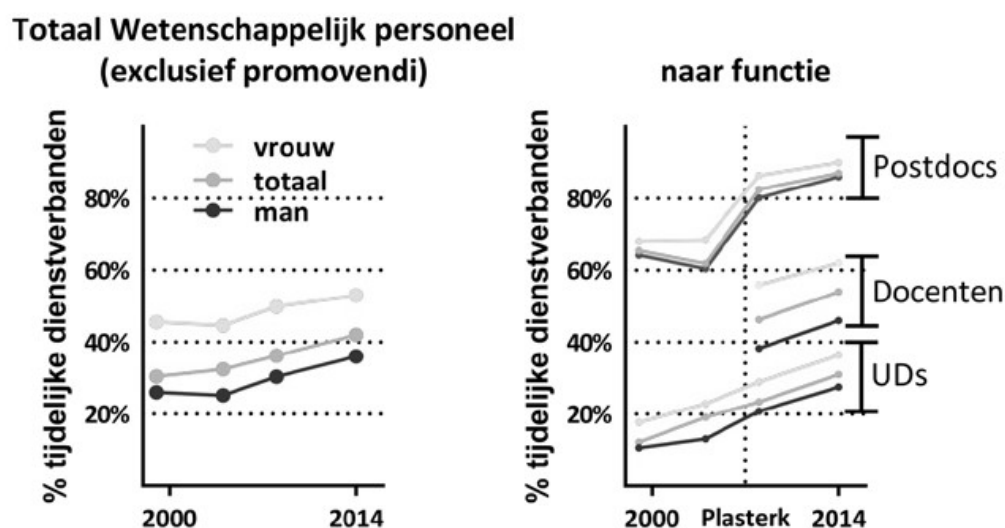 Totaal Wetenschappelijk personeel
(exclusief promovendi)
% tijdelijke dienstverbanden
80%
60%
40%
20%
vrouw
totaal
man
2000
2014
naar functie
% tijdelijke dienstverbanden
80%
60%
40%
20%
Postdocs
Docenten
UDs
2000
Plasterk
2014